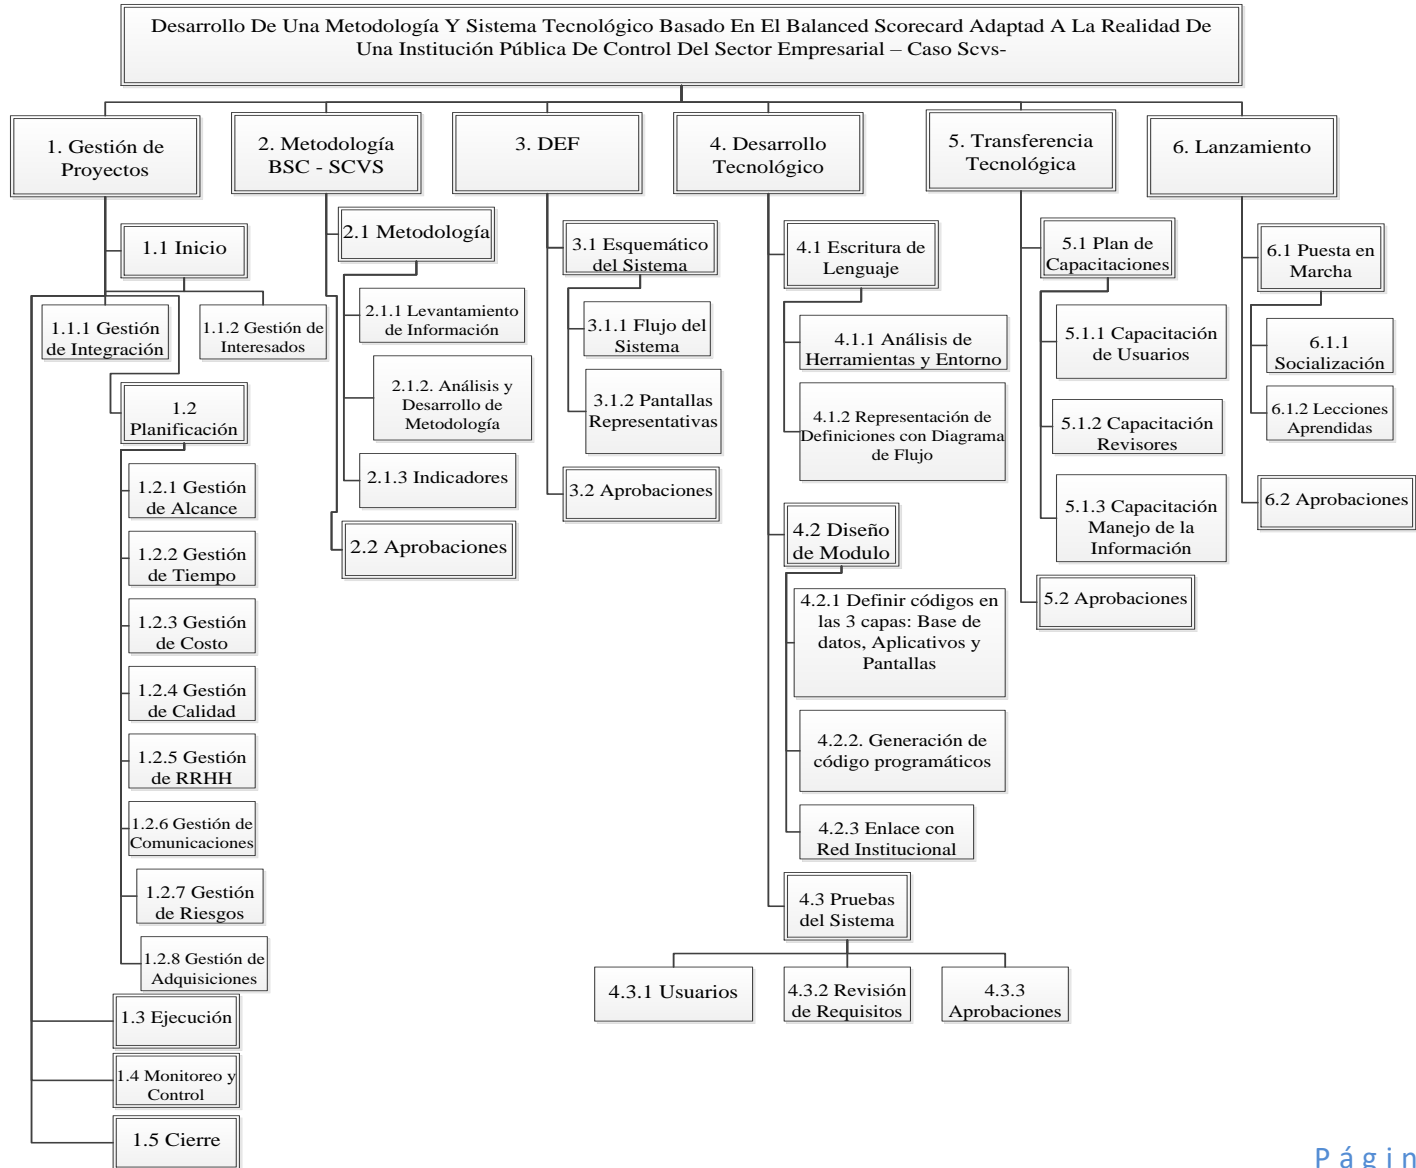 Desarrollo De Una Metodología Y Sistema Tecnológico Basado En El Balanced Scorecard Adaptad A La Realidad De
Una Institución Pública De Control Del Sector Empresarial – Caso Scvs-
1. Gestión de
Proyectos
1.1 Inicio
1.1.1 Gestión
de Integración
1.1.2 Gestión de
Interesados
1.2
Planificación
1.2.1 Gestión
de Alcance
1.2.2 Gestión
de Tiempo
1.2.3 Gestión
de Costo
1.2.4 Gestión
de Calidad
1.2.5 Gestión
de RRHH
1.2.6 Gestión de
Comunicaciones
1.2.7 Gestión
de Riesgos
1.2.8 Gestión de
Adquisiciones
1.3 Ejecución
1.4 Monitoreo y
Control
1.5 Cierre
2. Metodología
BSC - SCVS
2.1 Metodología
2.1.1 Levantamiento
de Información
2.1.2. Análisis y
Desarrollo de
Metodología
2.1.3 Indicadores
2.2 Aprobaciones
3. DEF
3.1 Esquemático
del Sistema
3.1.1 Flujo del
Sistema
3.1.2 Pantallas
Representativas
3.2 Aprobaciones
4. Desarrollo
Tecnológico
4.1 Escritura de
Lenguaje
4.1.1 Análisis de
Herramientas y Entorno
4.1.2 Representación de
Definiciones con Diagrama
de Flujo
4.2 Diseño
de Modulo
4.2.1 Definir códigos en
las 3 capas: Base de
datos, Aplicativos y
Pantallas
4.2.2. Generación de
código programáticos
4.2.3 Enlace con
Red Institucional
4.3 Pruebas
del Sistema
4.3.1 Usuarios
4.3.2 Revisión
de Requisitos
4.3.3
Aprobaciones
5. Transferencia
Tecnológica
5.1 Plan de
Capacitaciones
5.1.1 Capacitación
de Usuarios
5.1.2 Capacitación
Revisores
5.1.3 Capacitación
Manejo de la
Información
5.2 Aprobaciones
6. Lanzamiento
6.1 Puesta en
Marcha
6.1.1
Socialización
6.1.2 Lecciones
Aprendidas
6.2 Aprobaciones
Págin